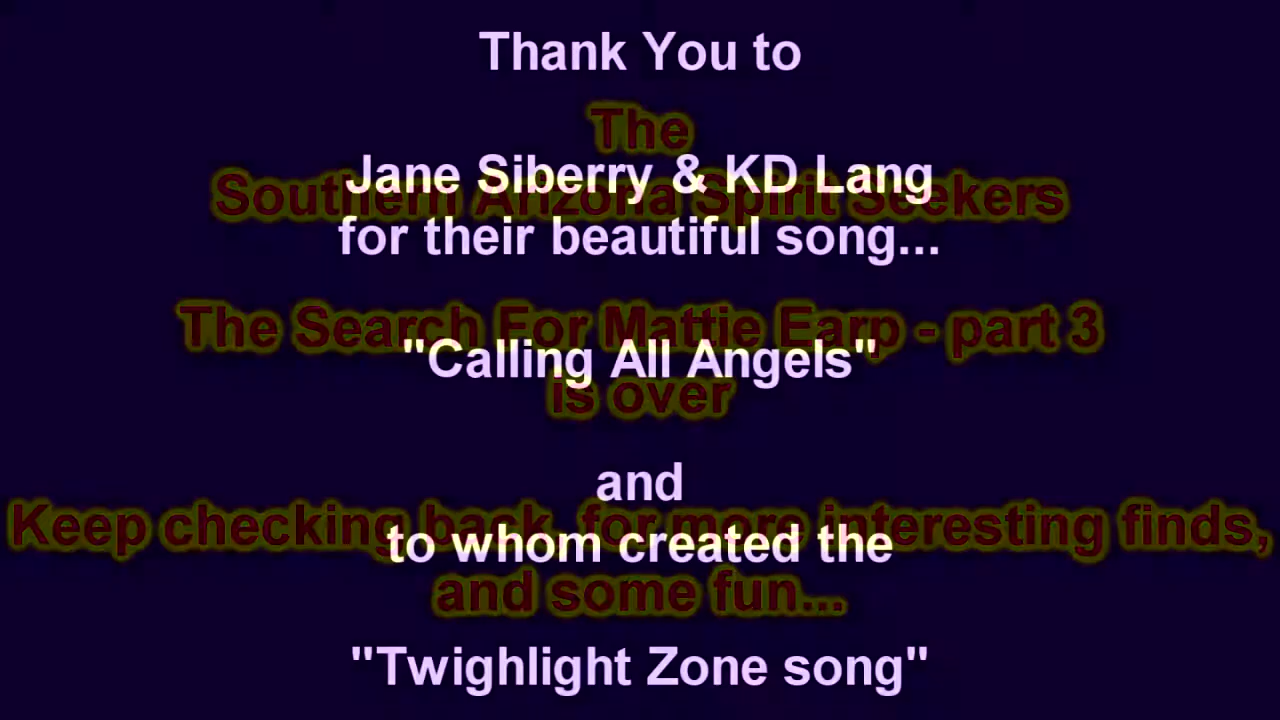 Thank You to
The
Jane Siberry & KD Lang
Southern Arizona Spirit Seekers
for their beautiful song...
The Search For Mattie Earp - part 3
"Calling All Angels"
is over
and
Keep checking back, for more interesting finds,
to whom created the
and some fun...
"Twighlight Zone song"